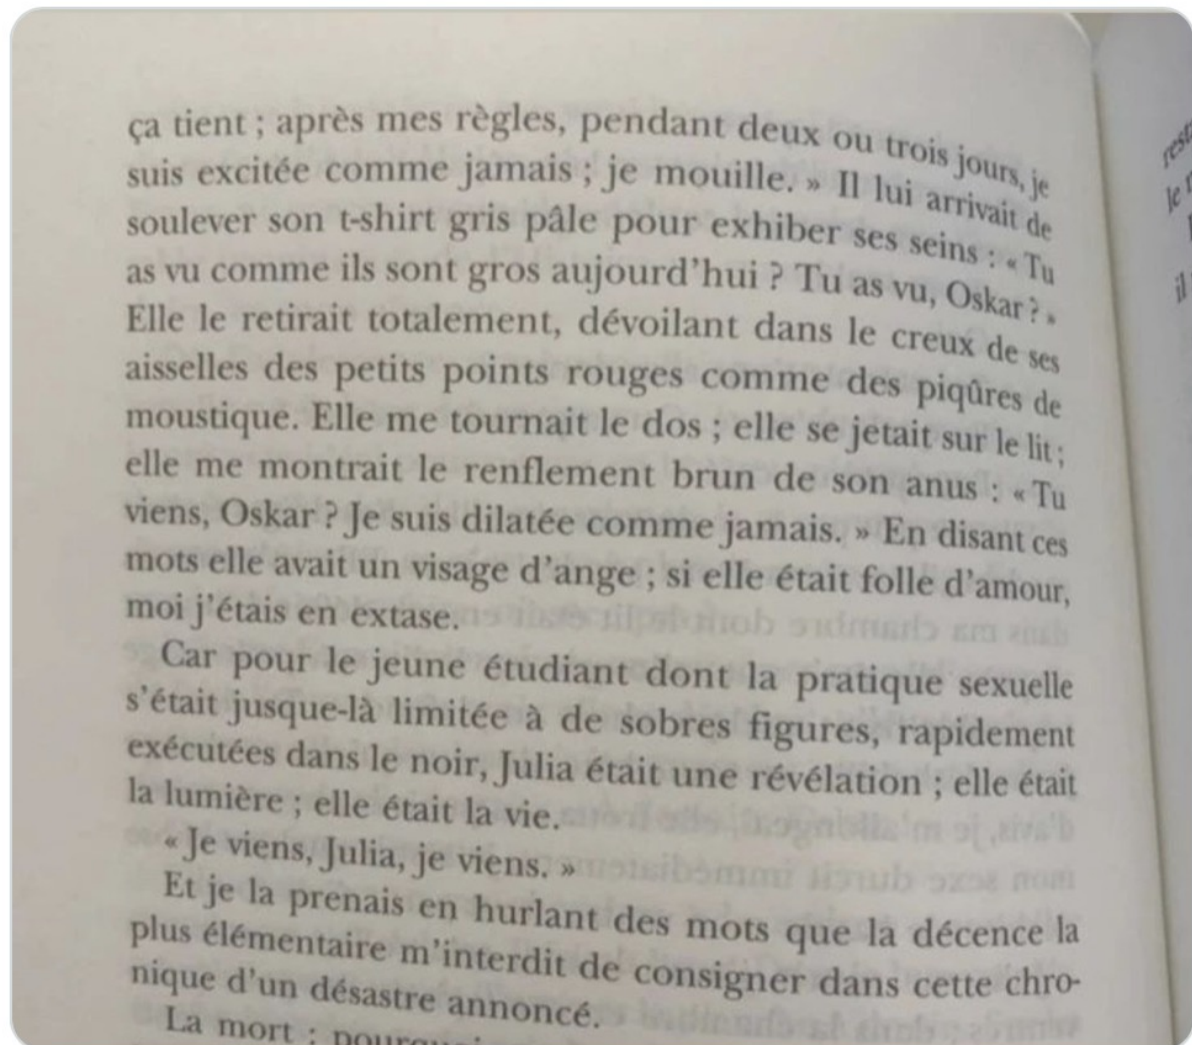 ça tient ; après mes règles, pendant deux ou trois jours, je
suis excitée comme jamais ; je mouille. » Il lui arrivait de
soulever son t-shirt gris pâle pour exhiber ses seins : « Tu
as vu comme ils sont gros aujourd’hui ? Tu as vu, Oskar ? »
Elle le retirait totalement, dévoilant dans le creux de ses
aisselles des petits points rouges comme des piqûres de
moustique. Elle me tournait le dos ; elle se jetait sur le lit ;
elle me montrait le renflement brun de son anus : « Tu
viens, Oskar ? Je suis dilatée comme jamais. » En disant ces
mots elle avait un visage d’ange ; si elle était folle d’amour,
moi j’étais en extase.
Car pour le jeune étudiant dont la pratique sexuelle
s’était jusque-là limitée à de sobres figures, rapidement
exécutées dans le noir, Julia était une révélation ; elle était
la lumière ; elle était la vie.
« Je viens, Julia, je viens. »
Et je la prenais en hurlant des mots que la décence la
plus élémentaire m’interdit de consigner dans cette chro-
nique d’un désastre annoncé.
La mort :
il